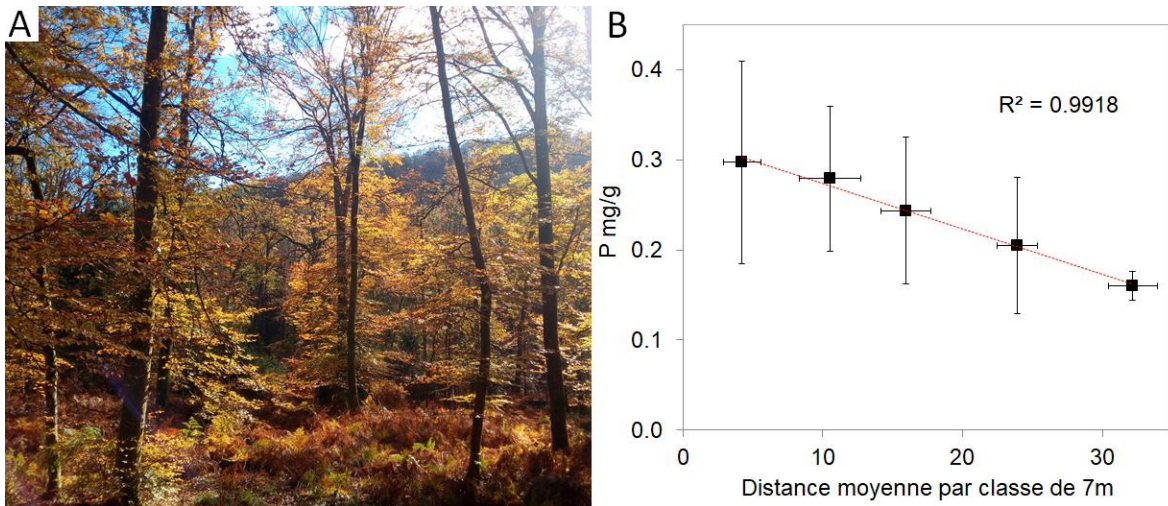 A
B
0.4
R² = 0.9918
0.3
P mg/g
0.2
0.1
0.0
0
10
20
30
Distance moyenne par classe de 7m